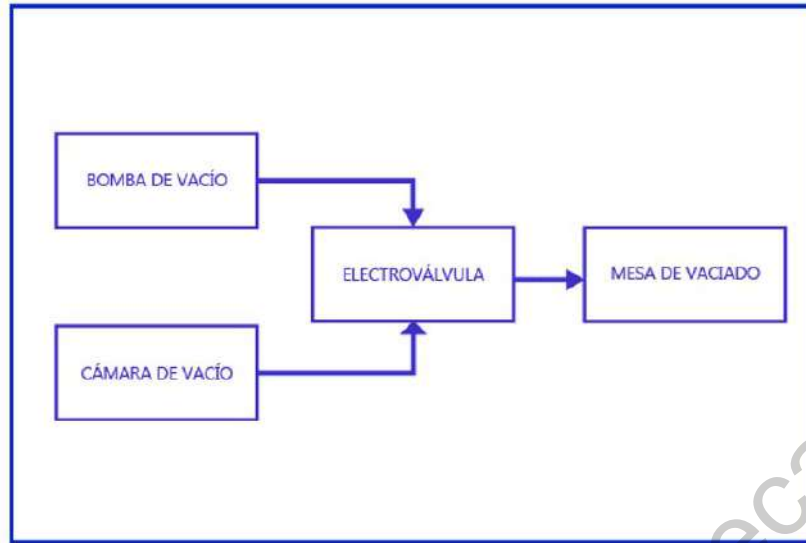 BOMBA DE VACÍO
ELECTROVÁLVULA
MESA DE VACIADO
CÁMARA DE VACÍO